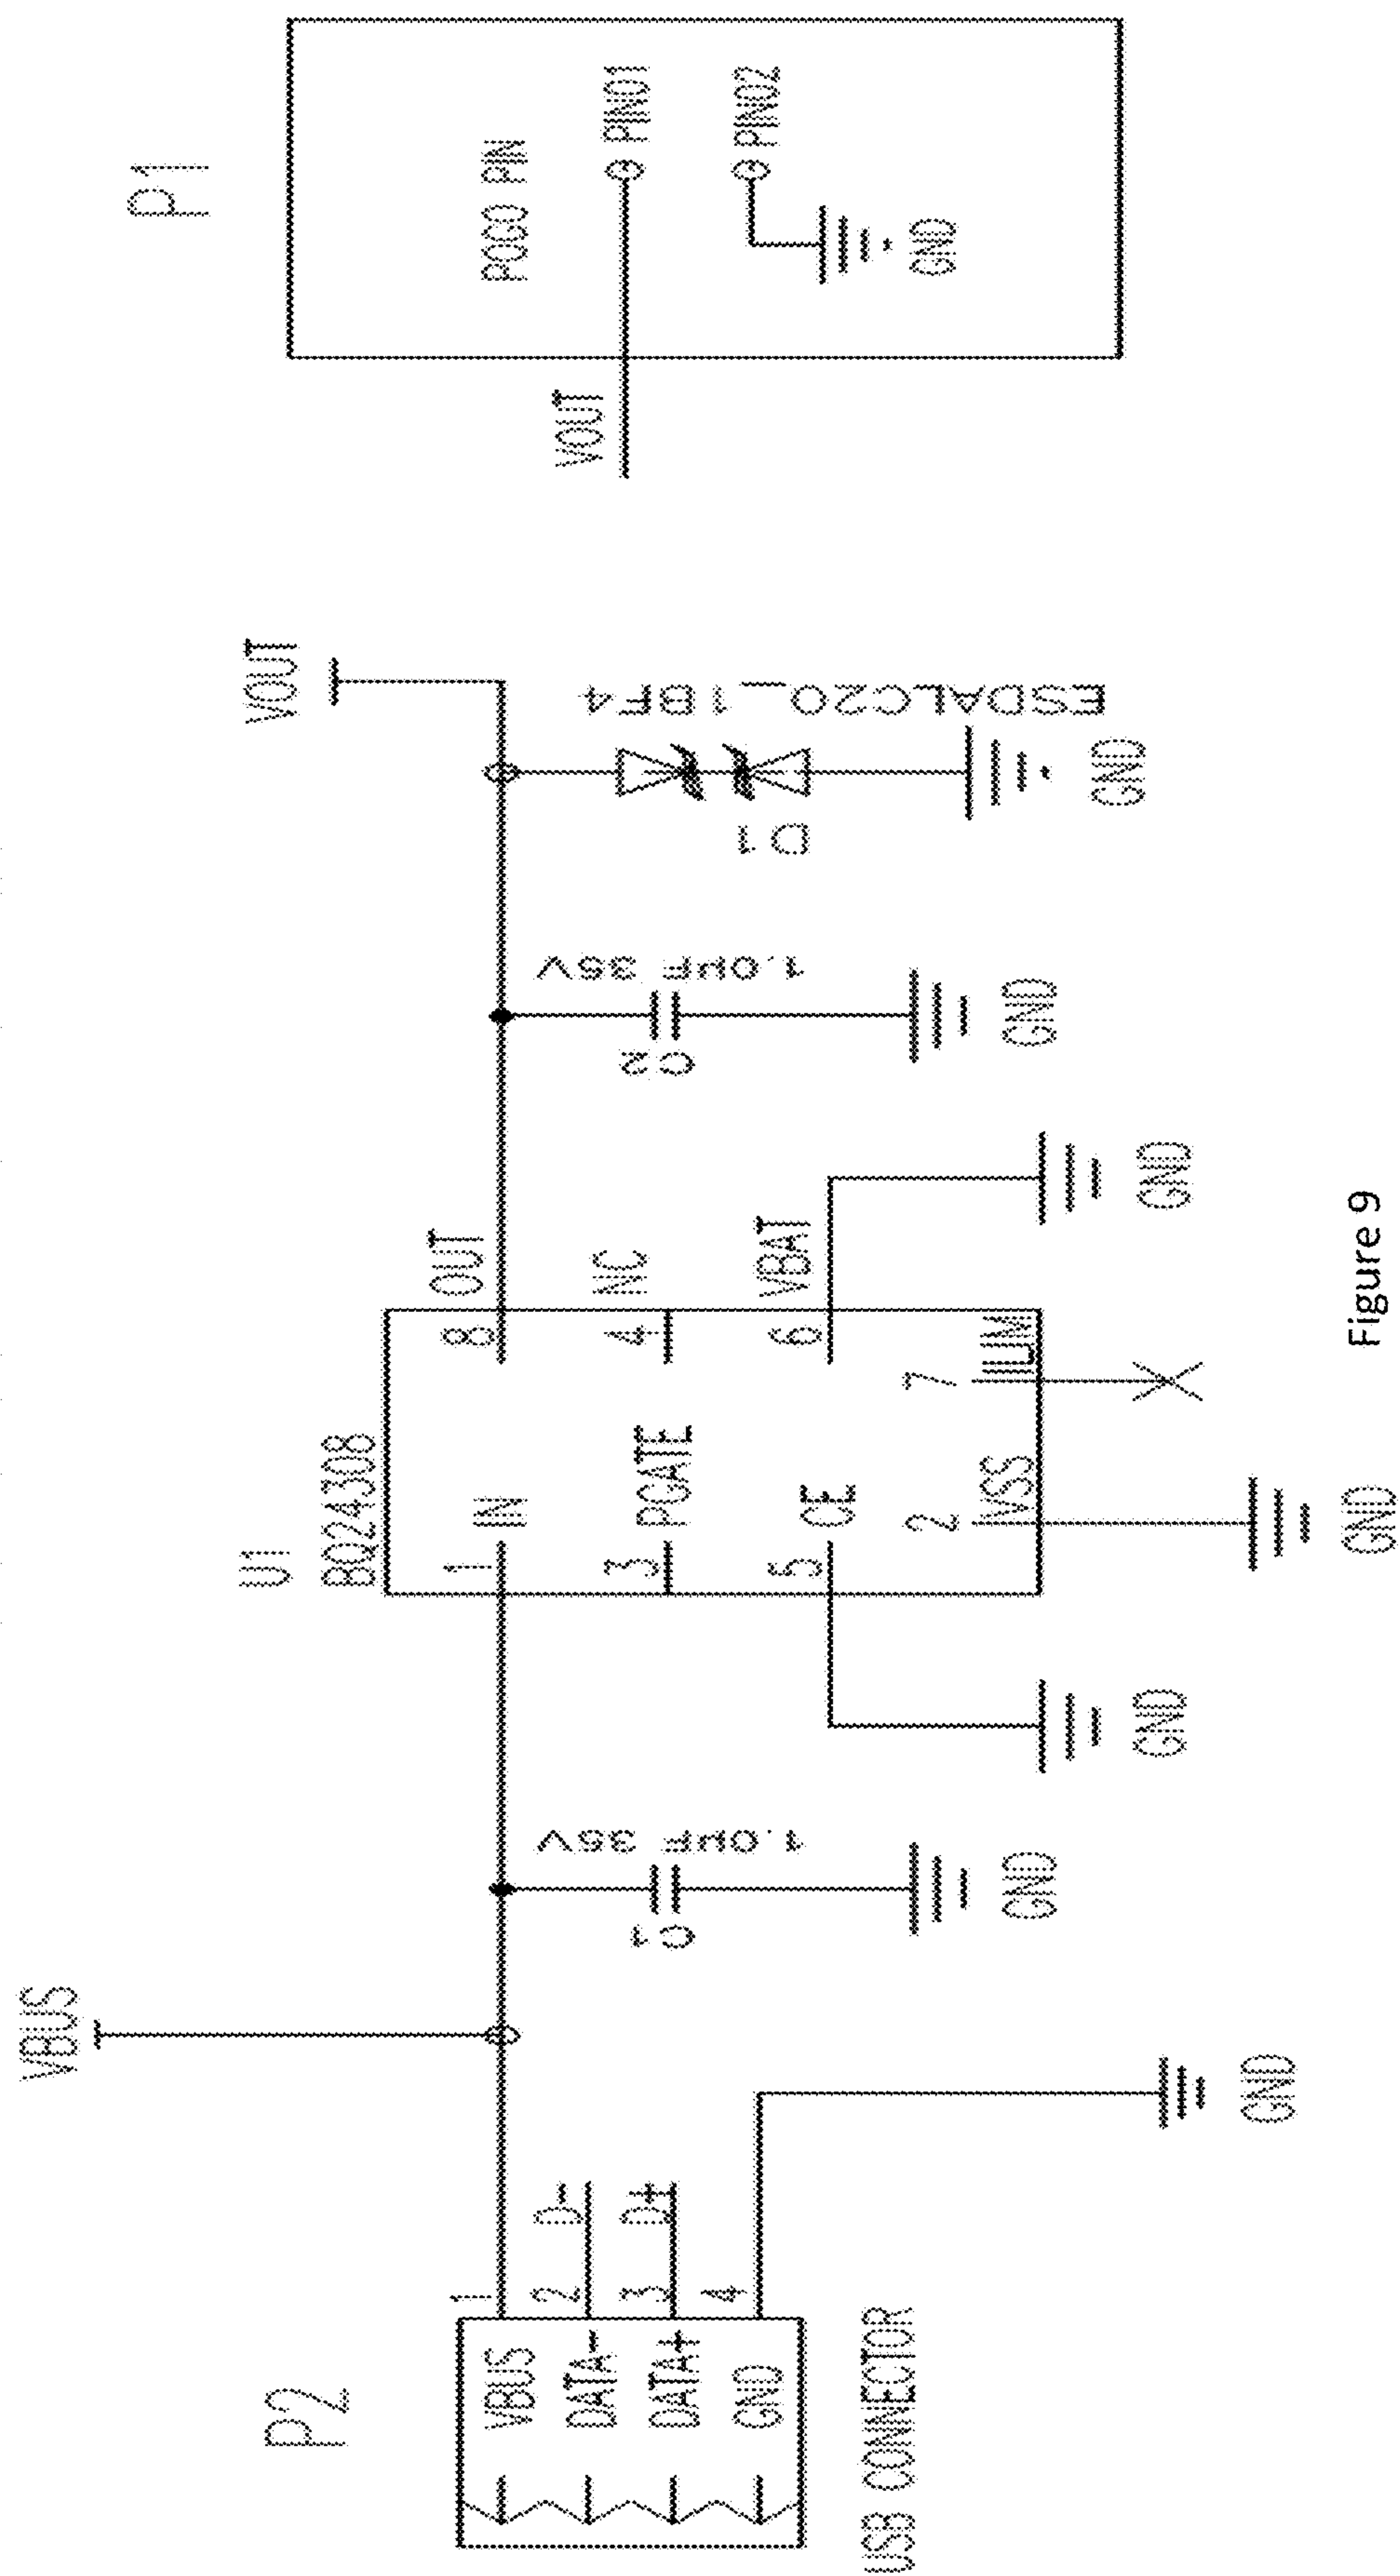 P2
VBUS
DATA-
DATA+
GND
1
2
3
4
D-
D+
USB CONNECTOR
GND
VBUS
C1
1.0µF 35V
GND
GND
U1
BQ24308
1
IN
3
PGATE
5
CE
2
VSS
GND
8
OUT
4
NC
6
VBAT
7
ILIM
GND
C2
1.0µF 35V
GND
D1
ESDALC20_1BF4
GND
VOUT
VOUT
P1
POGO PIN
PIN01
PIN02
GND
Figure 9